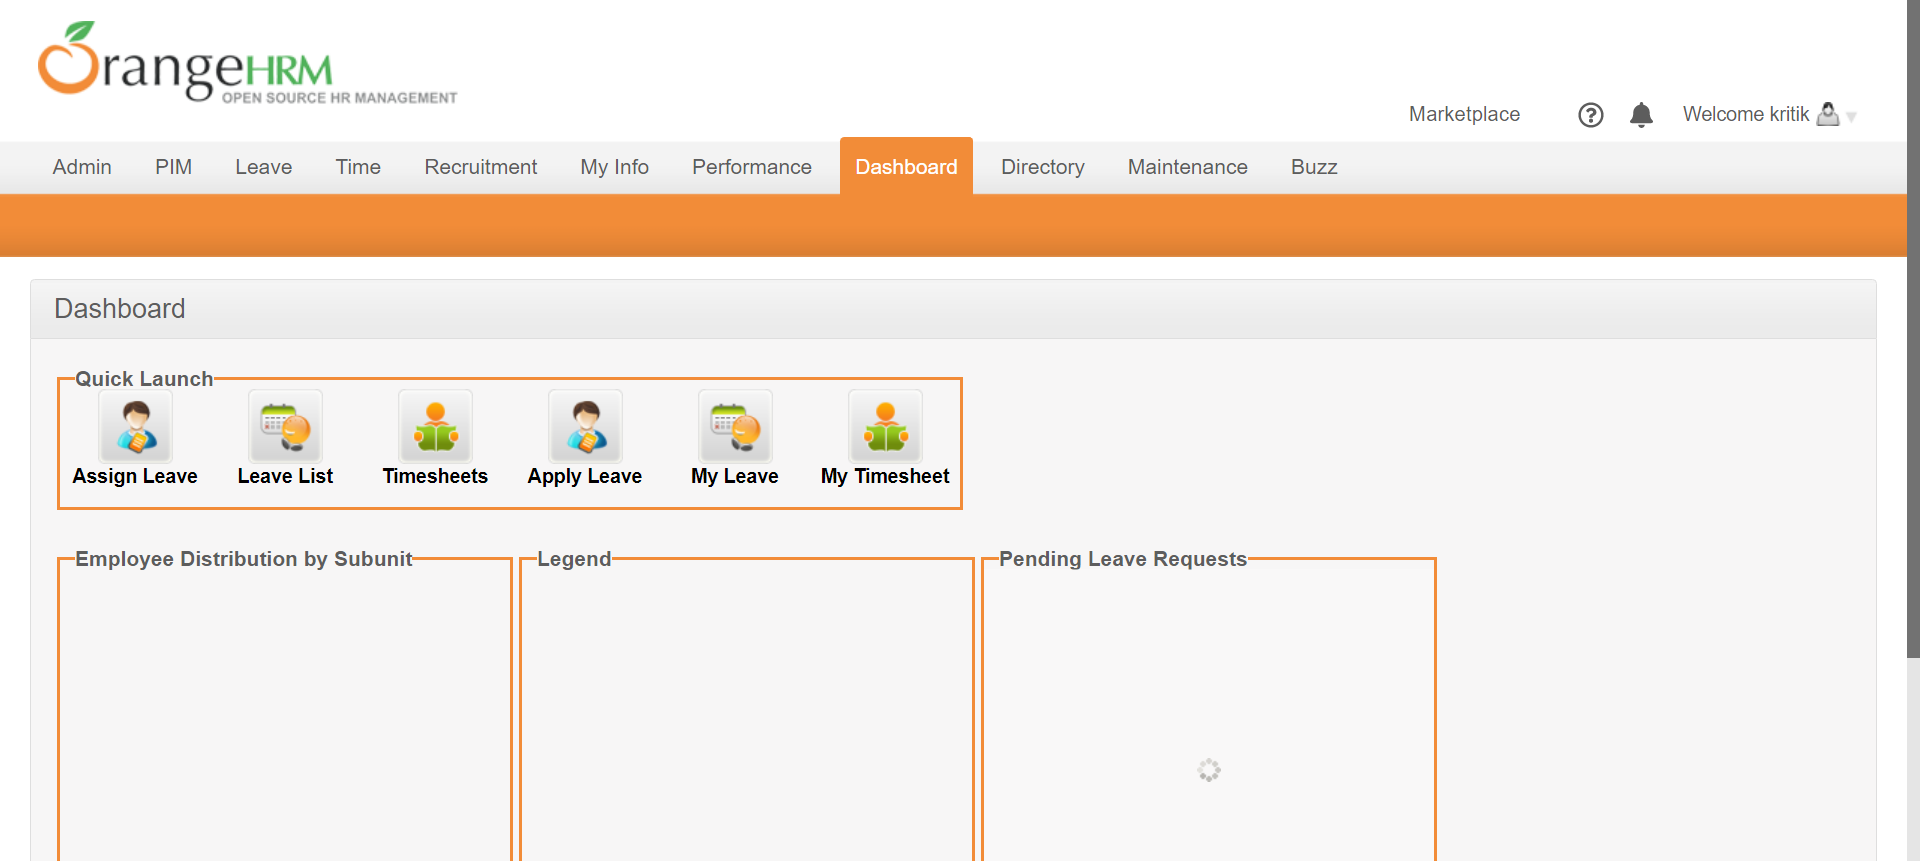 OrangeHRM
OPEN SOURCE HR MANAGEMENT
Marketplace
?
Welcome kritik
Admin PIM Leave Time Recruitment My Info Performance Dashboard Directory Maintenance Buzz
Dashboard
Quick Launch
Assign Leave Leave List Timesheets Apply Leave My Leave My Timesheet
Employee Distribution by Subunit Legend Pending Leave Requests